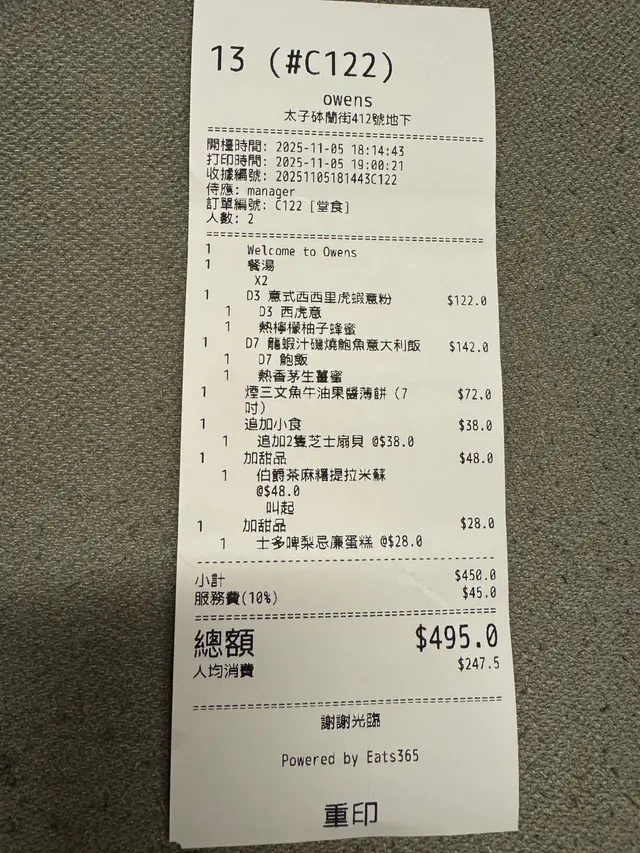 13 (#C122)
owens
太子砵蘭街412號地下
開檯時間: 2025-11-05 18:14:43
打印時間: 2025-11-05 19:00:21
收據編號: 20251105181443C122
侍應: manager
訂單編號: C122 [堂食]
人數: 2
1 Welcome to Owens
1 餐湯
X2
1 D3 意式西西里虎蝦意粉 $122.0
1 D3 西虎意
1 熱檸檬柚子蜂蜜
1 D7 龍蝦汁磯燒鮑魚意大利飯 $142.0
1 D7 鮑飯
1 熱香茅生薑蜜
1 煙三文魚牛油果醬薄餅 (7 $72.0
吋)
1 追加小食 $38.0
1 追加2隻芝士扇貝 @$38.0
1 加甜品 $48.0
1 伯爵茶麻糬提拉米蘇
@$48.0
叫起
1 加甜品 $28.0
1 士多啤梨忌廉蛋糕 @$28.0
小計 $450.0
服務費(10%) $45.0
總額 $495.0
人均消費 $247.5
謝謝光臨
Powered by Eats365
重印